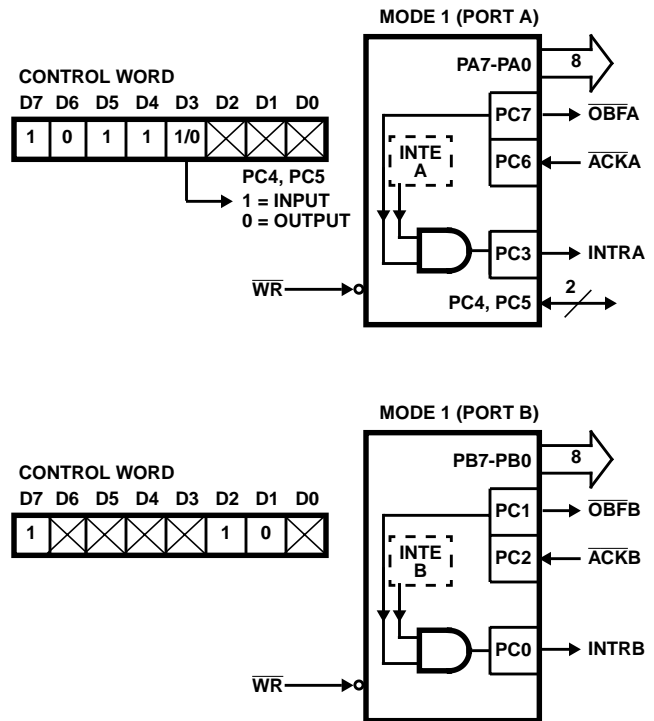 MODE 1 (PORT A)
CONTROL WORD
D7 D6 D5 D4 D3 D2 D1 D0
1 0 1 1 1/0
PC4, PC5
1 = INPUT
0 = OUTPUT
PA7-PA0
8
PC7
OBFA
INTE
A
PC6
ACKA
PC3
INTRA
WR
PC4, PC5
2
MODE 1 (PORT B)
CONTROL WORD
D7 D6 D5 D4 D3 D2 D1 D0
1 1 0
PB7-PB0
8
PC1
OBFB
INTE
B
PC2
ACKB
PC0
INTRB
WR